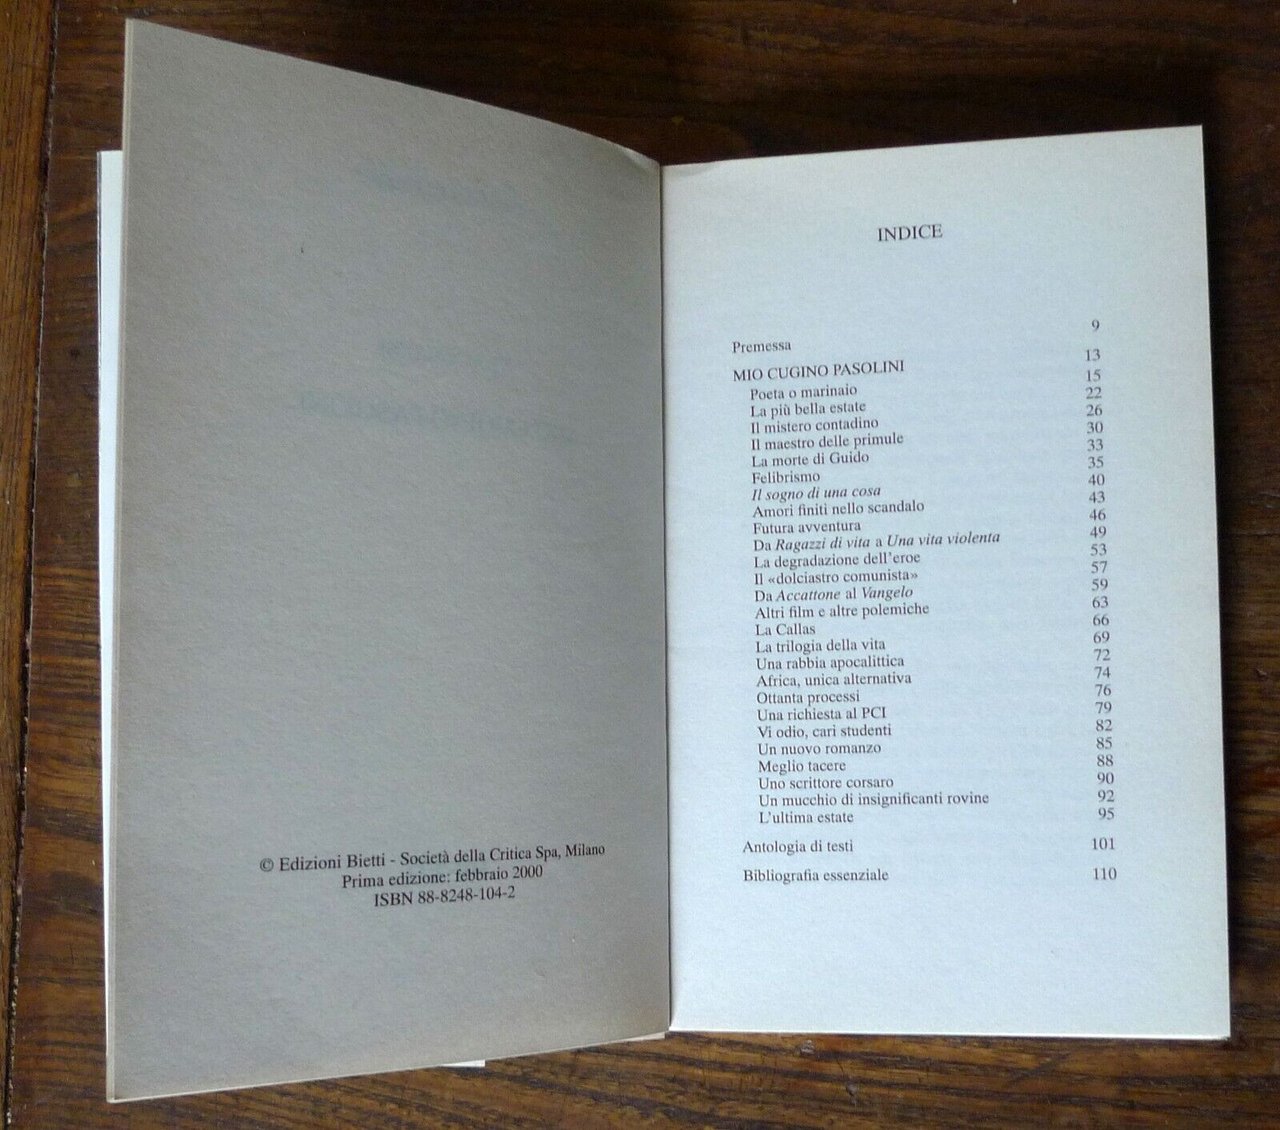 © Edizioni Bietti - Società della Critica Spa, Milano
Prima edizione: febbraio 2000
ISBN 88-8248-104-2
INDICE
Premessa 9
MIO CUGINO PASOLINI 13
Poeta o marinaio 15
La più bella estate 22
Il mistero contadino 26
Il maestro delle primule 30
La morte di Guido 33
Felibrismo 35
Il sogno di una cosa 40
Amori finiti nello scandalo 43
Futura avventura 46
Da Ragazzi di vita a Una vita violenta 49
La degradazione dell'eroe 53
Il «dolciastro comunista» 57
Da Accattone al Vangelo 59
Altri film e altre polemiche 63
La Callas 66
La trilogia della vita 69
Una rabbia apocalittica 72
Africa, unica alternativa 74
Ottanta processi 76
Una richiesta al PCI 79
Vi odio, cari studenti 82
Un nuovo romanzo 85
Meglio tacere 88
Uno scrittore corsaro 90
Un mucchio di insignificanti rovine 92
L'ultima estate 95
Antologia di testi 101
Bibliografia essenziale 110